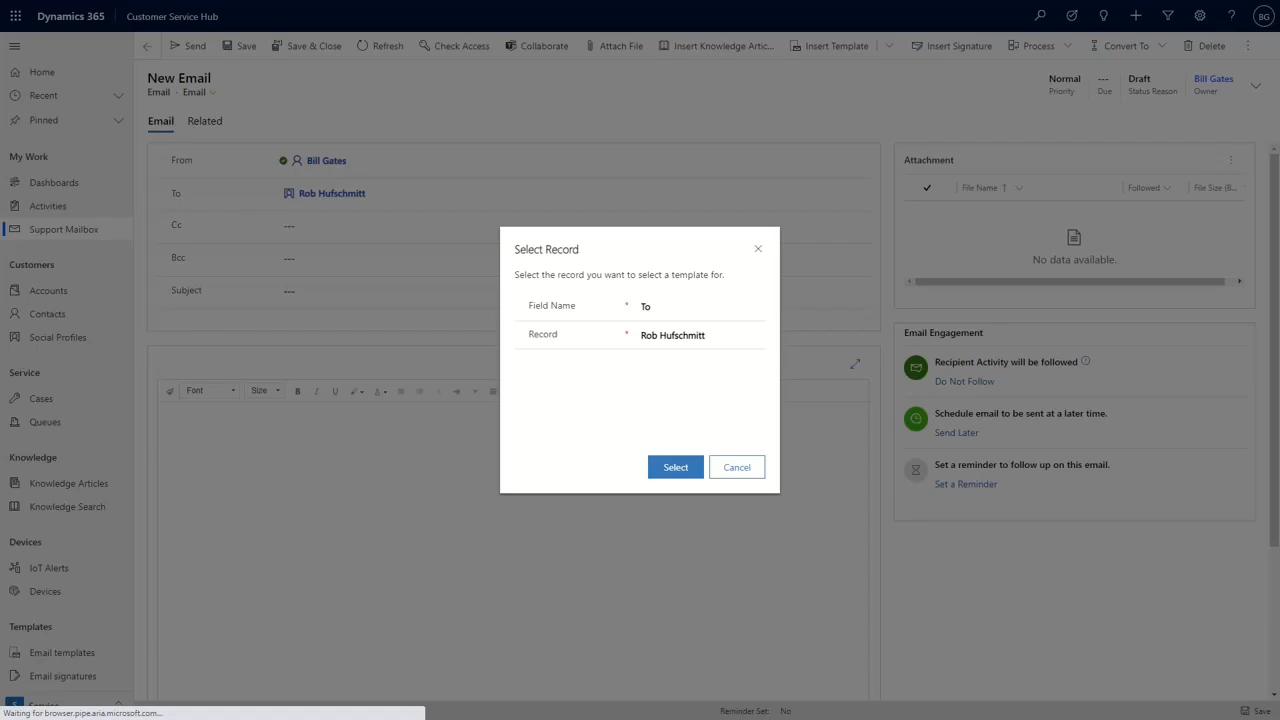 Dynamics 365 Customer Service Hub BG
Send Save Save & Close Refresh Check Access Collaborate Attach File Insert Knowledge Artic... Insert Template Insert Signature Process Convert To Delete
Home
Recent
Pinned
My Work
Dashboards
Activities
Support Mailbox
Customers
Accounts
Contacts
Social Profiles
Service
Cases
Queues
Knowledge
Knowledge Articles
Knowledge Search
Devices
IoT Alerts
Devices
Templates
Email templates
Email signatures
New Email
Email · Email
Normal
Priority
---
Due
Draft
Status Reason
Bill Gates
Owner
Email Related
From Bill Gates
To Rob Hufschmitt
Cc ---
Bcc ---
Subject ---
Font Size B I U A
Select Record
Select the record you want to select a template for.
Field Name * To
Record * Rob Hufschmitt
Select Cancel
Attachment
File Name ↑ Followed File Size (B...
No data available.
Email Engagement
Recipient Activity will be followed
Do Not Follow
Schedule email to be sent at a later time.
Send Later
Set a reminder to follow up on this email.
Set a Reminder
Waiting for browser.pipe.aria.microsoft.com...
Reminder Set: No
Save